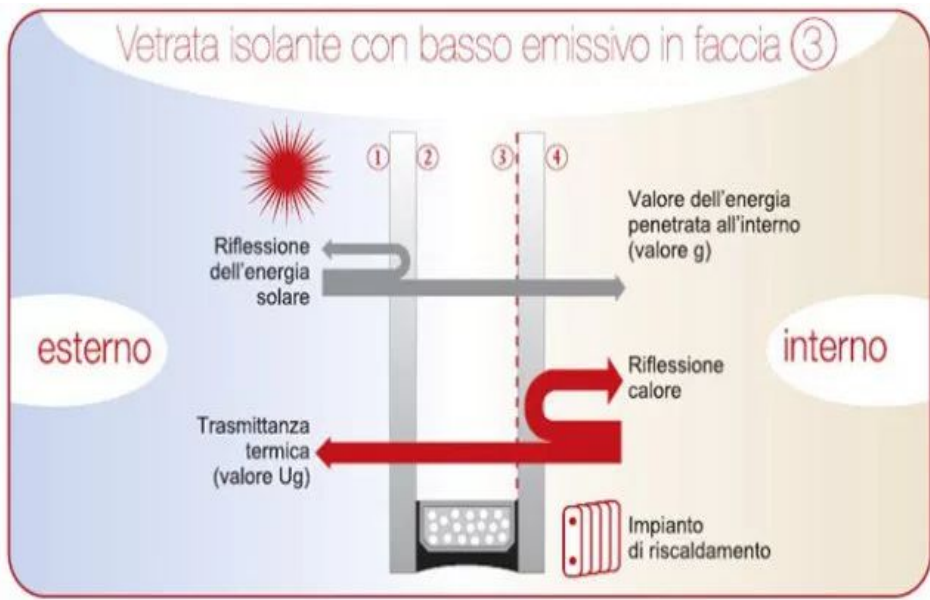 Vetrata isolante con basso emissivo in faccia ③
① ② ③ ④
Riflessione
dell'energia
solare
Valore dell'energia
penetrata all'interno
(valore g)
esterno
interno
Riflessione
calore
Trasmittanza
termica
(valore Ug)
Impianto
di riscaldamento